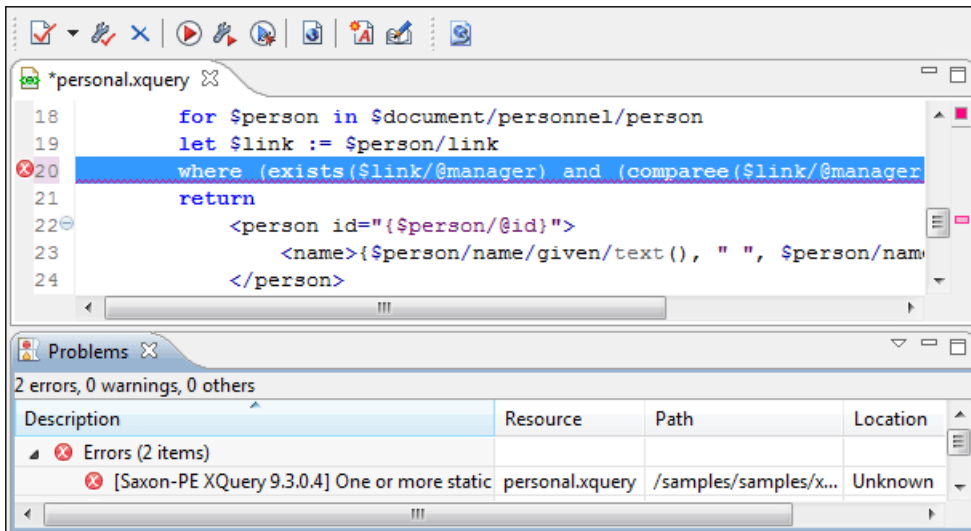 *personal.xquery
18 for $person in $document/personnel/person
19 let $link := $person/link
20 where (exists($link/@manager) and (comparee($link/@manager
21 return
22 <person id="{$person/@id}">
23 <name>{$person/name/given/text(), " ", $person/nam
24 </person>
Problems
2 errors, 0 warnings, 0 others
Description Resource Path Location
Errors (2 items)
[Saxon-PE XQuery 9.3.0.4] One or more static personal.xquery /samples/samples/x... Unknown